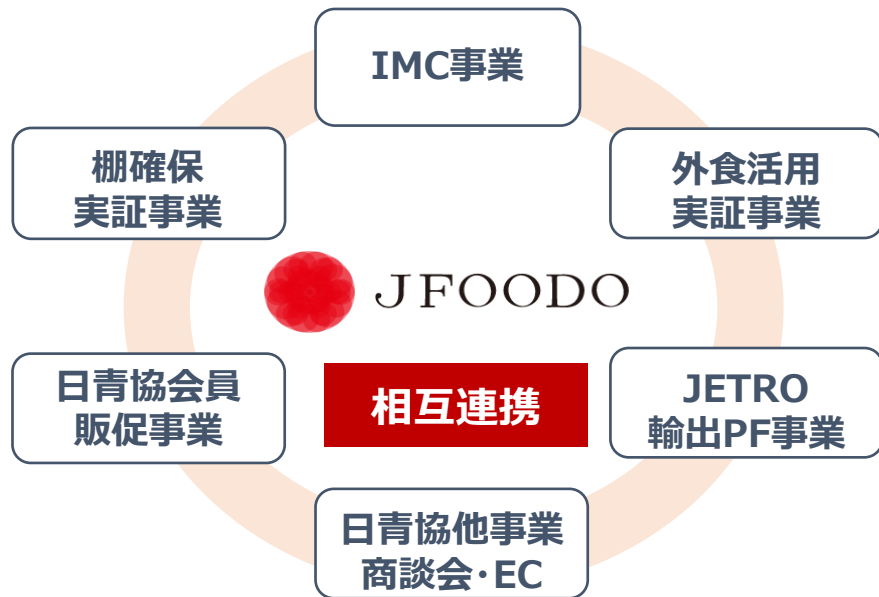 IMC事業
棚確保
実証事業
外食活用
実証事業
JFOODO
日青協会員
販促事業
相互連携
JETRO
輸出PF事業
日青協他事業
商談会・EC